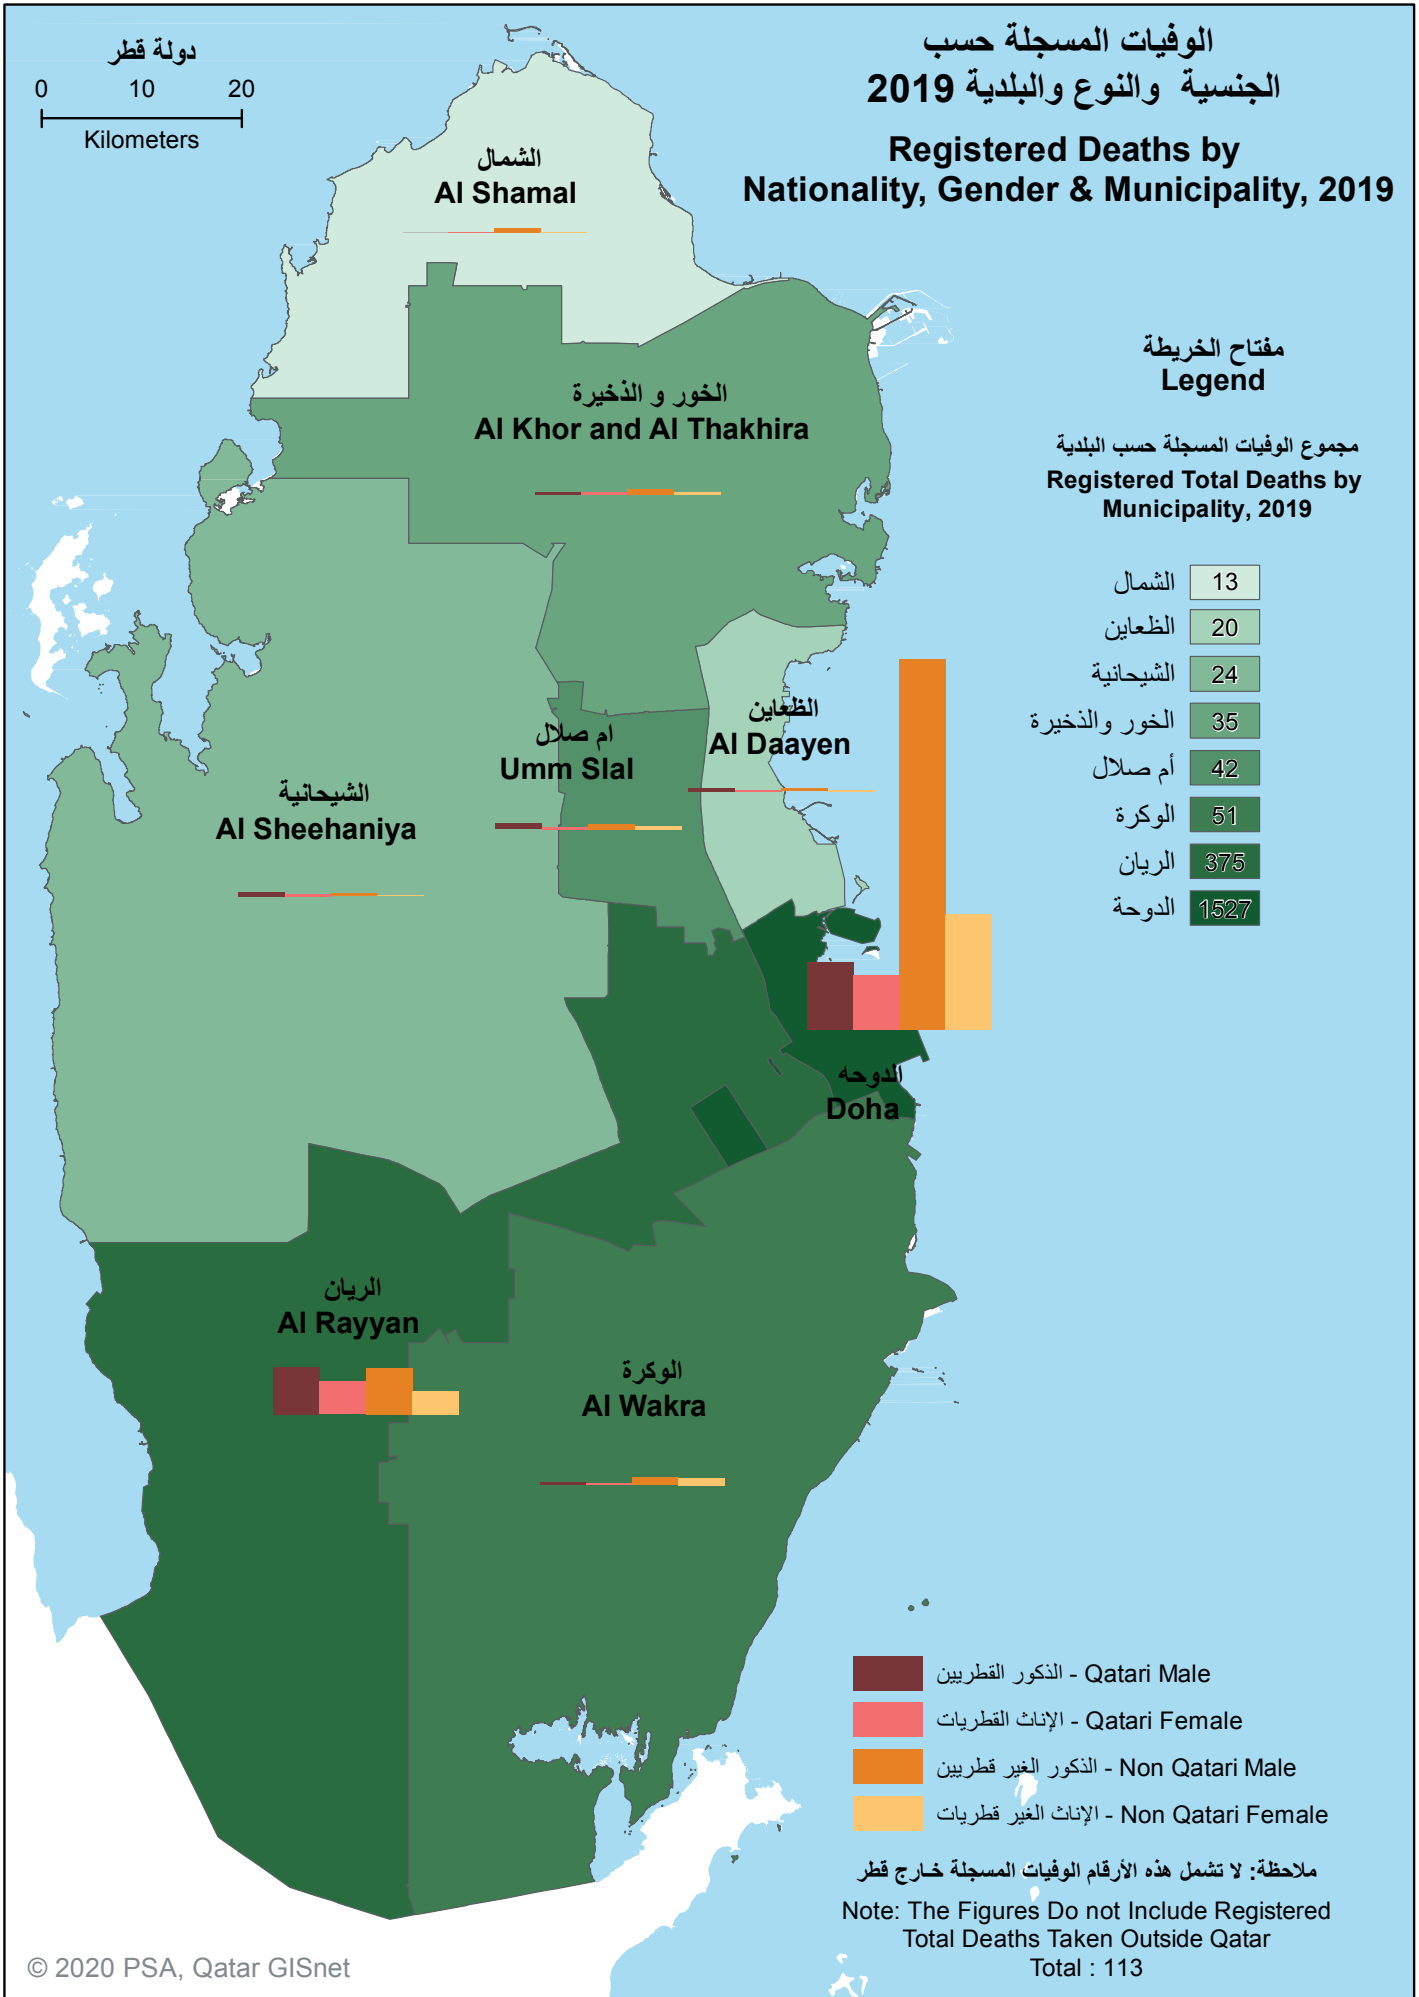 دولة قطر
0 10 20
Kilometers
الوفيات المسجلة حسب
الجنسية والنوع والبلدية 2019
Registered Deaths by
Nationality, Gender & Municipality, 2019
الشمال
Al Shamal
الخور و الذخيرة
Al Khor and Al Thakhira
الظعاين
Al Daayen
ام صلال
Umm Slal
الشيحانية
Al Sheehaniya
الدوحه
Doha
الريان
Al Rayyan
الوكرة
Al Wakra
مفتاح الخريطة
Legend
مجموع الوفيات المسجلة حسب البلدية
Registered Total Deaths by
Municipality, 2019
الشمال 13
الظعاين 20
الشيحانية 24
الخور والذخيرة 35
أم صلال 42
الوكرة 51
الريان 375
الدوحة 1527
الذكور القطريين - Qatari Male
الإناث القطريات - Qatari Female
الذكور الغير قطريين - Non Qatari Male
الإناث الغير قطريات - Non Qatari Female
ملاحظة: لا تشمل هذه الأرقام الوفيات المسجلة خارج قطر
Note: The Figures Do not Include Registered
Total Deaths Taken Outside Qatar
Total : 113
© 2020 PSA, Qatar GISnet